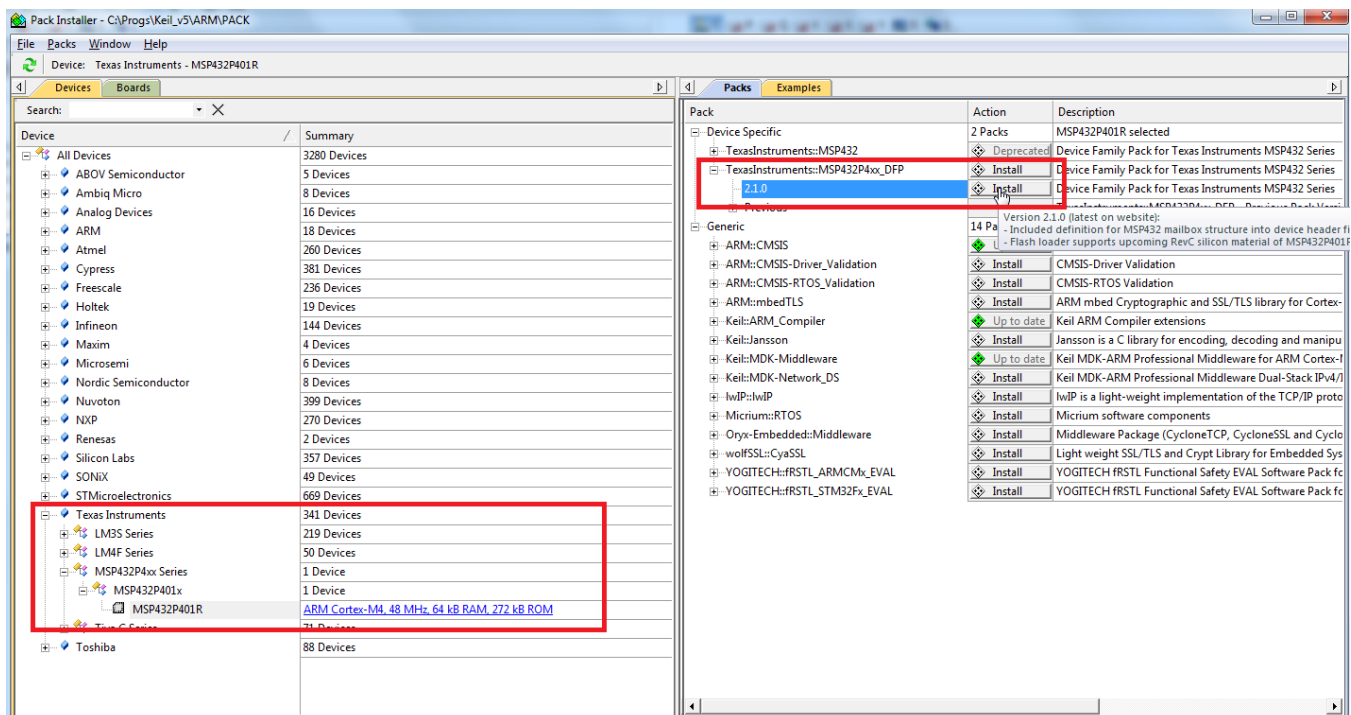 Pack Installer - C:\Progs\Keil_v5\ARM\PACK
File Packs Window Help
Device: Texas Instruments - MSP432P401R
Devices Boards
Search:
Device / Summary
All Devices 3280 Devices
ABOV Semiconductor 5 Devices
Ambiq Micro 8 Devices
Analog Devices 16 Devices
ARM 18 Devices
Atmel 260 Devices
Cypress 381 Devices
Freescale 236 Devices
Holtek 19 Devices
Infineon 144 Devices
Maxim 4 Devices
Microsemi 6 Devices
Nordic Semiconductor 8 Devices
Nuvoton 399 Devices
NXP 270 Devices
Renesas 2 Devices
Silicon Labs 357 Devices
SONiX 49 Devices
STMicroelectronics 669 Devices
Texas Instruments 341 Devices
LM3S Series 219 Devices
LM4F Series 50 Devices
MSP432P4xx Series 1 Device
MSP432P401x 1 Device
MSP432P401R ARM Cortex-M4, 48 MHz, 64 kB RAM, 272 kB ROM
Tiva C Series 71 Devices
Toshiba 88 Devices
Packs Examples
Pack Action Description
Device Specific 2 Packs MSP432P401R selected
TexasInstruments::MSP432 Deprecated Device Family Pack for Texas Instruments MSP432 Series
TexasInstruments::MSP432P4xx_DFP Install Device Family Pack for Texas Instruments MSP432 Series
2.1.0 Install Device Family Pack for Texas Instruments MSP432 Series
Previous
Version 2.1.0 (latest on website):
- Included definition for MSP432 mailbox structure into device header fi
- Flash loader supports upcoming RevC silicon material of MSP432P401R
Generic 14 Pa
ARM::CMSIS
ARM::CMSIS-Driver_Validation Install CMSIS-Driver Validation
ARM::CMSIS-RTOS_Validation Install CMSIS-RTOS Validation
ARM::mbedTLS Install ARM mbed Cryptographic and SSL/TLS library for Cortex-
Keil::ARM_Compiler Up to date Keil ARM Compiler extensions
Keil::Jansson Install Jansson is a C library for encoding, decoding and manipu
Keil::MDK-Middleware Up to date Keil MDK-ARM Professional Middleware for ARM Cortex-
Keil::MDK-Network_DS Install Keil MDK-ARM Professional Middleware Dual-Stack IPv4/
lwIP::lwIP Install lwIP is a light-weight implementation of the TCP/IP proto
Micrium::RTOS Install Micrium software components
Oryx-Embedded::Middleware Install Middleware Package (CycloneTCP, CycloneSSL and Cyclo
wolfSSL::CyaSSL Install Light weight SSL/TLS and Crypt Library for Embedded Sys
YOGITECH::fRSTL_ARMCMx_EVAL Install YOGITECH fRSTL Functional Safety EVAL Software Pack fc
YOGITECH::fRSTL_STM32Fx_EVAL Install YOGITECH fRSTL Functional Safety EVAL Software Pack fc